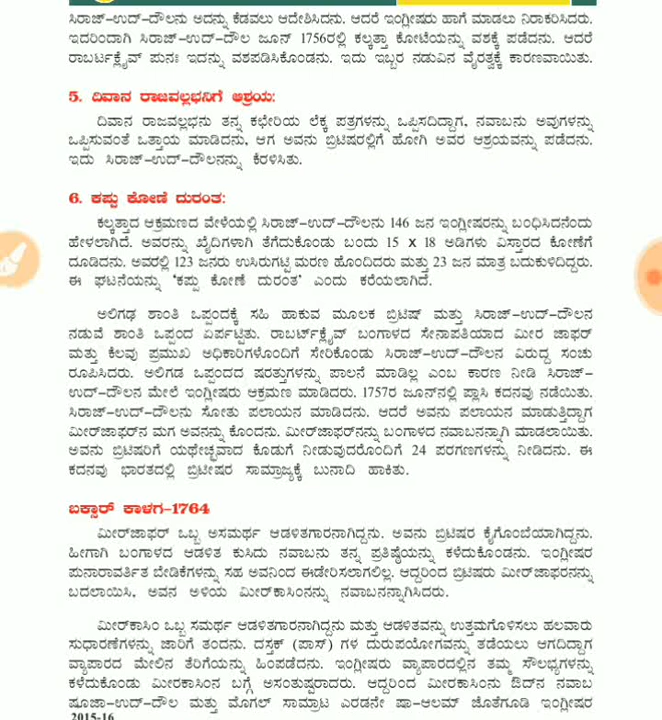 ಸಿರಾಜ್–ಉದ್–ದೌಲನು ಅದನ್ನು ಕೆಡವಲು ಆದೇಶಿಸಿದನು. ಆದರೆ ಇಂಗ್ಲೀಷರು ಹಾಗೆ ಮಾಡಲು ನಿರಾಕರಿಸಿದರು.
ಇದರಿಂದಾಗಿ ಸಿರಾಜ್–ಉದ್–ದೌಲ ಜೂನ್ 1756ರಲ್ಲಿ ಕಲ್ಕತ್ತಾ ಕೋಟೆಯನ್ನು ವಶಕ್ಕೆ ಪಡೆದನು. ಆದರೆ
ರಾಬರ್ಟಕ್ಲೈವ್ ಪುನಃ ಇದನ್ನು ವಶಪಡಿಸಿಕೊಂಡನು. ಇದು ಇಬ್ಬರ ನಡುವಿನ ವೈರತ್ವಕ್ಕೆ ಕಾರಣವಾಯಿತು.
5. ದಿವಾನ ರಾಜವಲ್ಲಭನಿಗೆ ಆಶ್ರಯ:
ದಿವಾನ ರಾಜವಲ್ಲಭನು ತನ್ನ ಕಛೇರಿಯ ಲೆಕ್ಕ ಪತ್ರಗಳನ್ನು ಒಪ್ಪಿಸದಿದ್ದಾಗ, ನವಾಬನು ಅವುಗಳನ್ನು
ಒಪ್ಪಿಸುವಂತೆ ಒತ್ತಾಯ ಮಾಡಿದನು, ಆಗ ಅವನು ಬ್ರಿಟಿಷರಲ್ಲಿಗೆ ಹೋಗಿ ಅವರ ಆಶ್ರಯವನ್ನು ಪಡೆದನು.
ಇದು ಸಿರಾಜ್–ಉದ್–ದೌಲನನ್ನು ಕೆರಳಿಸಿತು.
6. ಕಪ್ಪು ಕೋಣೆ ದುರಂತ:
ಕಲ್ಕತ್ತಾದ ಆಕ್ರಮಣದ ವೇಳೆಯಲ್ಲಿ ಸಿರಾಜ್–ಉದ್–ದೌಲನು 146 ಜನ ಇಂಗ್ಲೀಷರನ್ನು ಬಂಧಿಸಿದನೆಂದು
ಹೇಳಲಾಗಿದೆ. ಅವರನ್ನು ಖೈದಿಗಳಾಗಿ ತೆಗೆದುಕೊಂಡು ಬಂದು 15 x 18 ಅಡಿಗಳು ವಿಸ್ತಾರದ ಕೋಣೆಗೆ
ದೂಡಿದನು. ಅವರಲ್ಲಿ 123 ಜನರು ಉಸಿರುಗಟ್ಟಿ ಮರಣ ಹೊಂದಿದರು ಮತ್ತು 23 ಜನ ಮಾತ್ರ ಬದುಕುಳಿದಿದ್ದರು.
ಈ ಘಟನೆಯನ್ನು ‘ಕಪ್ಪು ಕೋಣೆ ದುರಂತ’ ಎಂದು ಕರೆಯಲಾಗಿದೆ.
ಅಲಿಗಢ ಶಾಂತಿ ಒಪ್ಪಂದಕ್ಕೆ ಸಹಿ ಹಾಕುವ ಮೂಲಕ ಬ್ರಿಟಿಷ್ ಮತ್ತು ಸಿರಾಜ್–ಉದ್–ದೌಲನ
ನಡುವೆ ಶಾಂತಿ ಒಪ್ಪಂದ ಏರ್ಪಟ್ಟಿತು. ರಾಬರ್ಟ್‌ಕ್ಲೈವ್ ಬಂಗಾಳದ ಸೇನಾಪತಿಯಾದ ಮೀರ ಜಾಫರ್
ಮತ್ತು ಕೆಲವು ಪ್ರಮುಖ ಅಧಿಕಾರಿಗಳೊಂದಿಗೆ ಸೇರಿಕೊಂಡು ಸಿರಾಜ್–ಉದ್–ದೌಲನ ವಿರುದ್ಧ ಸಂಚು
ರೂಪಿಸಿದರು. ಅಲಿಗಡ ಒಪ್ಪಂದದ ಷರತ್ತುಗಳನ್ನು ಪಾಲನೆ ಮಾಡಿಲ್ಲ ಎಂಬ ಕಾರಣ ನೀಡಿ ಸಿರಾಜ್–
ಉದ್–ದೌಲನ ಮೇಲೆ ಇಂಗ್ಲೀಷರು ಆಕ್ರಮಣ ಮಾಡಿದರು. 1757ರ ಜೂನ್‌ನಲ್ಲಿ ಪ್ಲಾಸಿ ಕದನವು ನಡೆಯಿತು.
ಸಿರಾಜ್–ಉದ್–ದೌಲನು ಸೋತು ಪಲಾಯನ ಮಾಡಿದನು. ಆದರೆ ಅವನು ಪಲಾಯನ ಮಾಡುತ್ತಿದ್ದಾಗ
ಮೀರ್‌ಜಾಫರ್‌ನ ಮಗ ಅವನನ್ನು ಕೊಂದನು. ಮೀರ್‌ಜಾಫರ್‌ನನ್ನು ಬಂಗಾಳದ ನವಾಬನನ್ನಾಗಿ ಮಾಡಲಾಯಿತು.
ಅವನು ಬ್ರಿಟಿಷರಿಗೆ ಯಥೇಚ್ಛವಾದ ಕೊಡುಗೆ ನೀಡುವುದರೊಂದಿಗೆ 24 ಪರಗಣಗಳನ್ನು ನೀಡಿದನು. ಈ
ಕದನವು ಭಾರತದಲ್ಲಿ ಬ್ರಿಟೀಷರ ಸಾಮ್ರಾಜ್ಯಕ್ಕೆ ಬುನಾದಿ ಹಾಕಿತು.
ಬಕ್ಸಾರ್ ಕಾಳಗ–1764
ಮೀರ್‌ಜಾಫರ್ ಒಬ್ಬ ಅಸಮರ್ಥ ಆಡಳಿತಗಾರನಾಗಿದ್ದನು. ಅವನು ಬ್ರಿಟಿಷರ ಕೈಗೊಂಬೆಯಾಗಿದ್ದನು.
ಹೀಗಾಗಿ ಬಂಗಾಳದ ಆಡಳಿತ ಕುಸಿದು ನವಾಬನು ತನ್ನ ಪ್ರತಿಷ್ಠೆಯನ್ನು ಕಳೆದುಕೊಂಡನು. ಇಂಗ್ಲೀಷರ
ಪುನಾರಾವರ್ತಿತ ಬೇಡಿಕೆಗಳನ್ನು ಸಹ ಅವನಿಂದ ಈಡೇರಿಸಲಾಗಲಿಲ್ಲ. ಆದ್ದರಿಂದ ಬ್ರಿಟಿಷರು ಮೀರ್‌ಜಾಫರನನ್ನು
ಬದಲಾಯಿಸಿ, ಅವನ ಅಳಿಯ ಮೀರ್‌ಕಾಸಿಂನನ್ನು ನವಾಬನನ್ನಾಗಿಸಿದರು.
ಮೀರ್‌ಕಾಸಿಂ ಒಬ್ಬ ಸಮರ್ಥ ಆಡಳಿತಗಾರನಾಗಿದ್ದನು ಮತ್ತು ಆಡಳಿತವನ್ನು ಉತ್ತಮಗೊಳಿಸಲು ಹಲವಾರು
ಸುಧಾರಣೆಗಳನ್ನು ಜಾರಿಗೆ ತಂದನು. ದಸ್ತಕ್ (ಪಾಸ್) ಗಳ ದುರುಪಯೋಗವನ್ನು ತಡೆಯಲು ಆಗದಿದ್ದಾಗ
ವ್ಯಾಪಾರದ ಮೇಲಿನ ತೆರಿಗೆಯನ್ನು ಹಿಂಪಡೆದನು. ಇಂಗ್ಲೀಷರು ವ್ಯಾಪಾರದಲ್ಲಿನ ತಮ್ಮ ಸೌಲಭ್ಯಗಳನ್ನು
ಕಳೆದುಕೊಂಡು ಮೀರಕಾಸಿನ ಬಗ್ಗೆ ಅಸಂತುಷ್ಟರಾದರು. ಆದ್ದರಿಂದ ಮೀರಕಾಸಿಂನು ಔದ್‌ನ ನವಾಬ
ಷೂಜಾ–ಉದ್–ದೌಲ ಮತ್ತು ಮೊಗಲ್ ಸಾಮ್ರಾಟ ಎರಡನೇ ಷಾ–ಆಲಮ್ ಜೊತೆಗೂಡಿ ಇಂಗ್ಲೀಷರ
2015-16